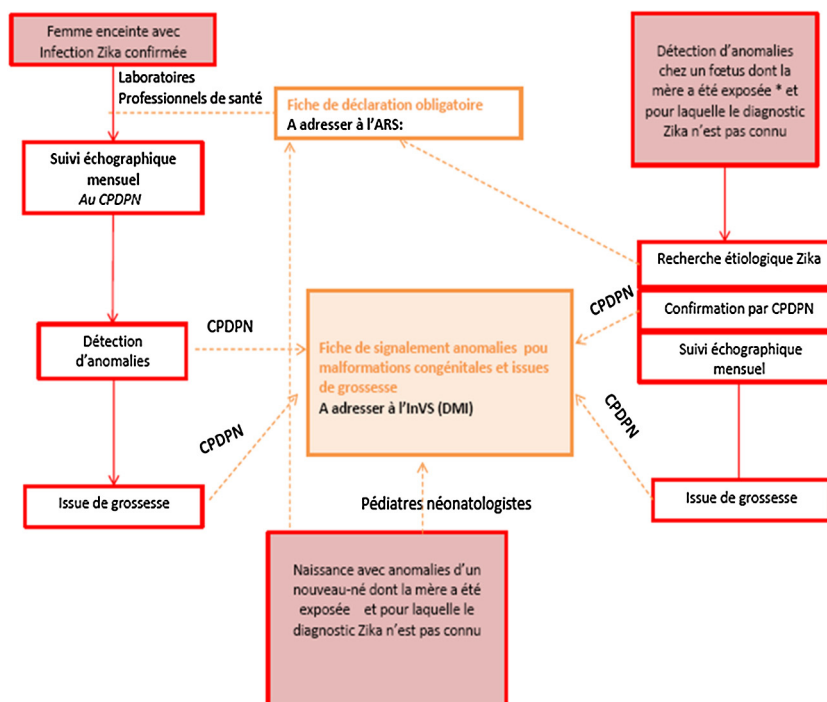 Femme enceinte avec
Infection Zika confirmée
Laboratoires
Professionnels de santé
Fiche de déclaration obligatoire
A adresser à l'ARS:
Détection d'anomalies
chez un fœtus dont la
mère a été exposée * et
pour laquelle le diagnostic
Zika n'est pas connu
Suivi échographique
mensuel
Au CPDPN
Recherche étiologique Zika
CPDPN
Confirmation par CPDPN
Suivi échographique
mensuel
Détection
d'anomalies
CPDPN
Fiche de signalement anomalies pou
malformations congénitales et issues
de grossesse
A adresser à l'InVS (DMI)
CPDPN
CPDPN
Issue de grossesse
Issue de grossesse
Pédiatres néonatologistes
Naissance avec anomalies d'un
nouveau-né dont la mère a été
exposée et pour laquelle le
diagnostic Zika n'est pas connu